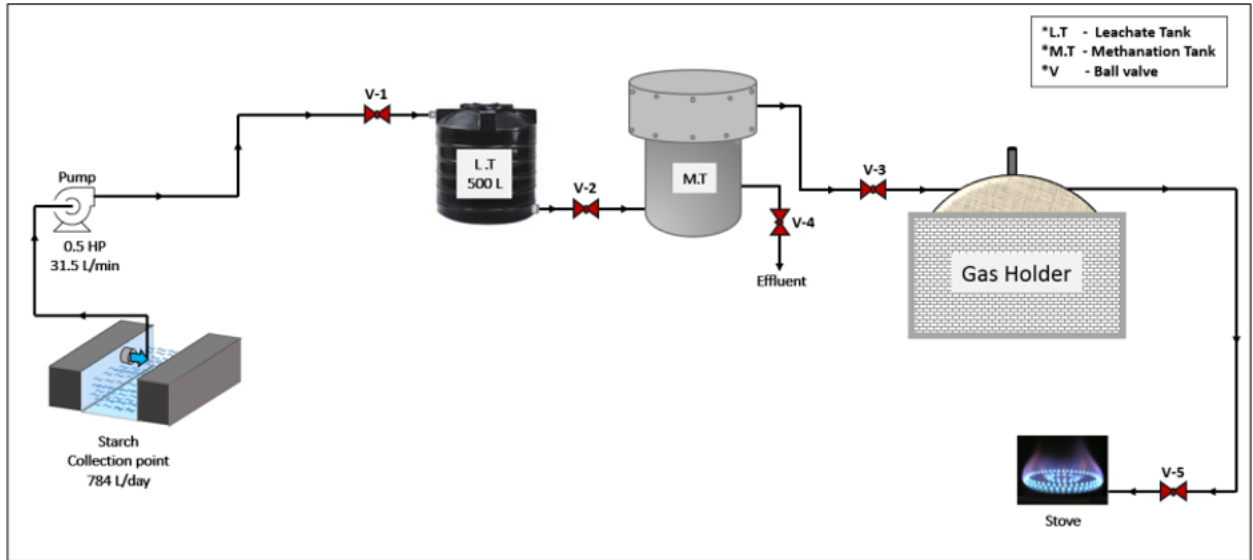 *L.T - Leachate Tank
*M.T - Methanation Tank
*V - Ball valve
V-1
Pump
0.5 HP
31.5 L/min
L .T
500 L
V-2
M.T
V-3
V-4
Effluent
Gas Holder
Starch
Collection point
784 L/day
V-5
Stove